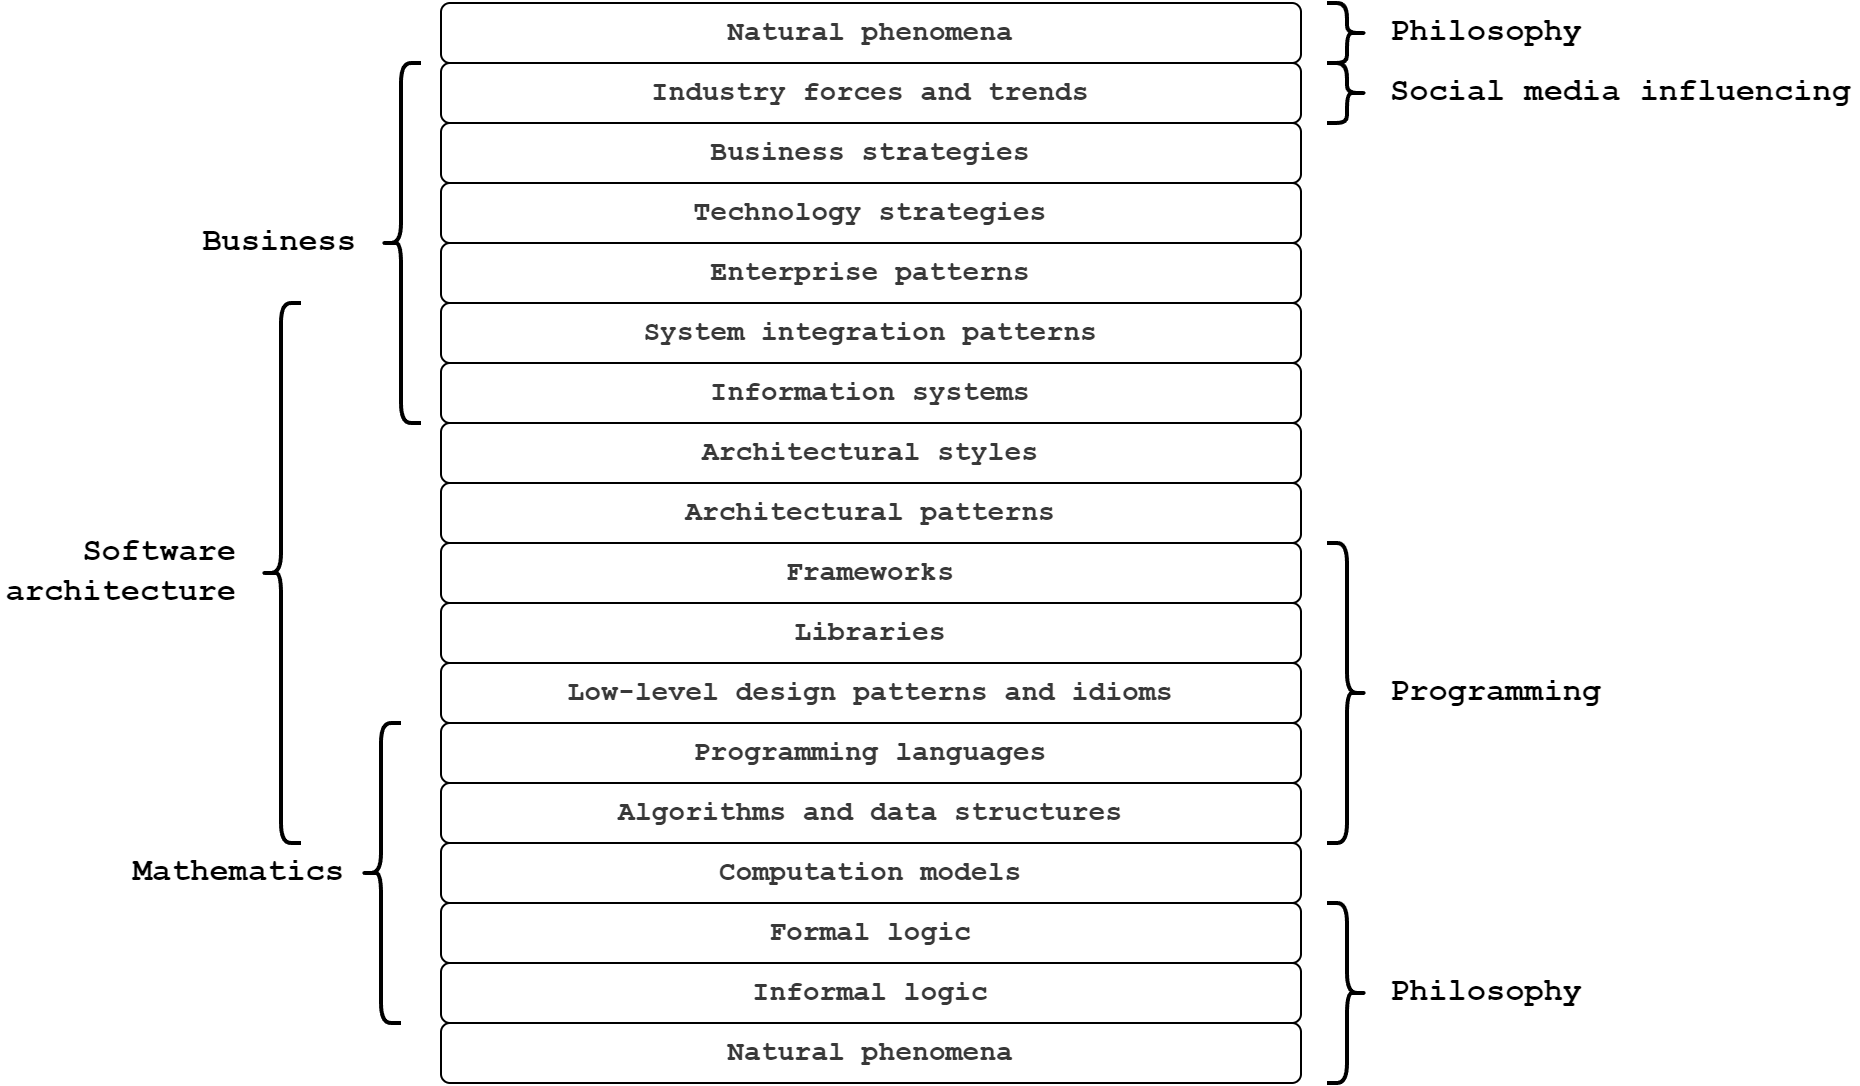 Natural phenomena
Philosophy
Industry forces and trends
Social media influencing
Business strategies
Technology strategies
Business
Enterprise patterns
System integration patterns
Information systems
Architectural styles
Architectural patterns
Software
architecture
Frameworks
Libraries
Low-level design patterns and idioms
Programming
Programming languages
Algorithms and data structures
Mathematics
Computation models
Formal logic
Informal logic
Philosophy
Natural phenomena